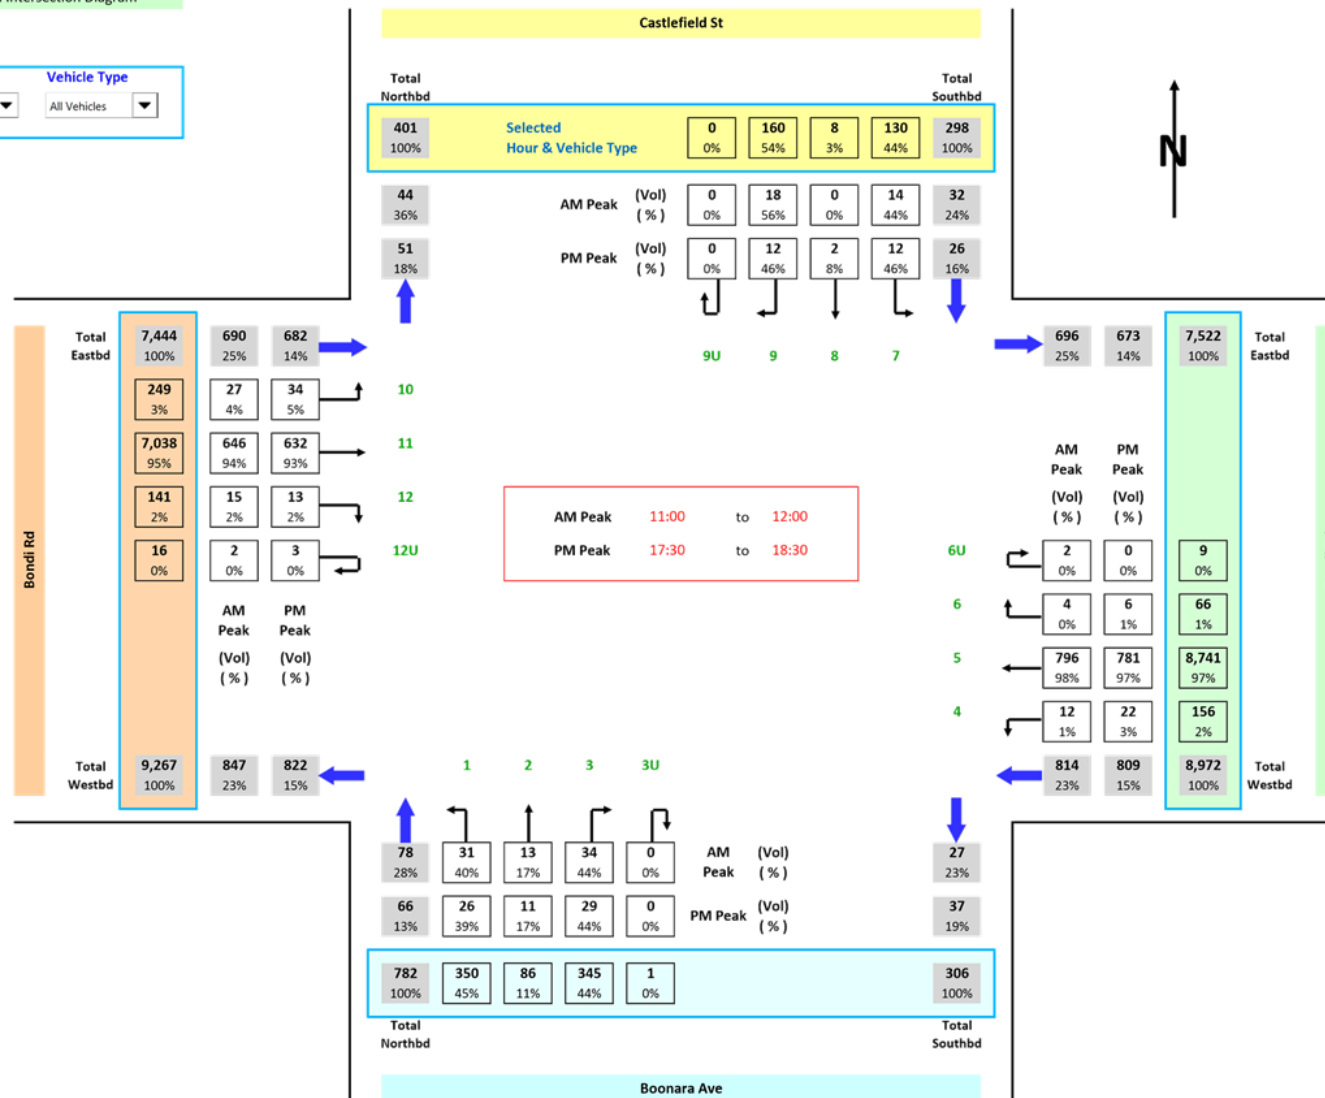 Intersection Diagram
Castlefield St
Vehicle Type
All Vehicles
Total
Northbd
Total
Southbd
401
100%
Selected
Hour & Vehicle Type
0
0%
160
54%
8
3%
130
44%
298
100%
N
44
36%
AM Peak
(Vol)
( % )
0
0%
18
56%
0
0%
14
44%
32
24%
51
18%
PM Peak
(Vol)
( % )
0
0%
12
46%
2
8%
12
46%
26
16%
9U
9
8
7
Total
Eastbd
7,444
100%
690
25%
682
14%
696
25%
673
14%
7,522
100%
Total
Eastbd
249
3%
27
4%
34
5%
10
7,038
95%
646
94%
632
93%
11
141
2%
15
2%
13
2%
12
16
0%
2
0%
3
0%
12U
AM
Peak
(Vol)
( % )
PM
Peak
(Vol)
( % )
Bondi Rd
AM Peak
11:00
to
12:00
PM Peak
17:30
to
18:30
AM
Peak
(Vol)
( % )
PM
Peak
(Vol)
( % )
6U
2
0%
0
0%
9
0%
6
4
0%
6
1%
66
1%
5
796
98%
781
97%
8,741
97%
4
12
1%
22
3%
156
2%
Total
Westbd
9,267
100%
847
23%
822
15%
814
23%
809
15%
8,972
100%
Total
Westbd
1
2
3
3U
78
28%
31
40%
13
17%
34
44%
0
0%
AM
Peak
(Vol)
( % )
27
23%
66
13%
26
39%
11
17%
29
44%
0
0%
PM Peak
(Vol)
( % )
37
19%
782
100%
350
45%
86
11%
345
44%
1
0%
306
100%
Total
Northbd
Total
Southbd
Boonara Ave